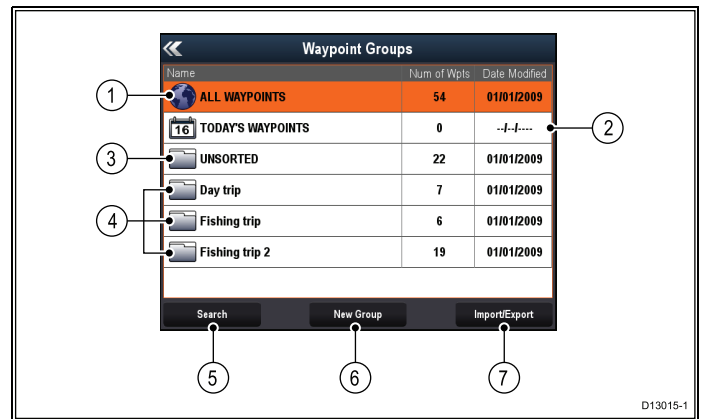 Waypoint Groups
Name Num of Wpts Date Modified
1 ALL WAYPOINTS 54 01/01/2009
16 TODAY'S WAYPOINTS 0 --/--/---- 2
3 UNSORTED 22 01/01/2009
Day trip 7 01/01/2009
4 Fishing trip 6 01/01/2009
Fishing trip 2 19 01/01/2009
Search New Group Import/Export
5 6 7
D13015-1